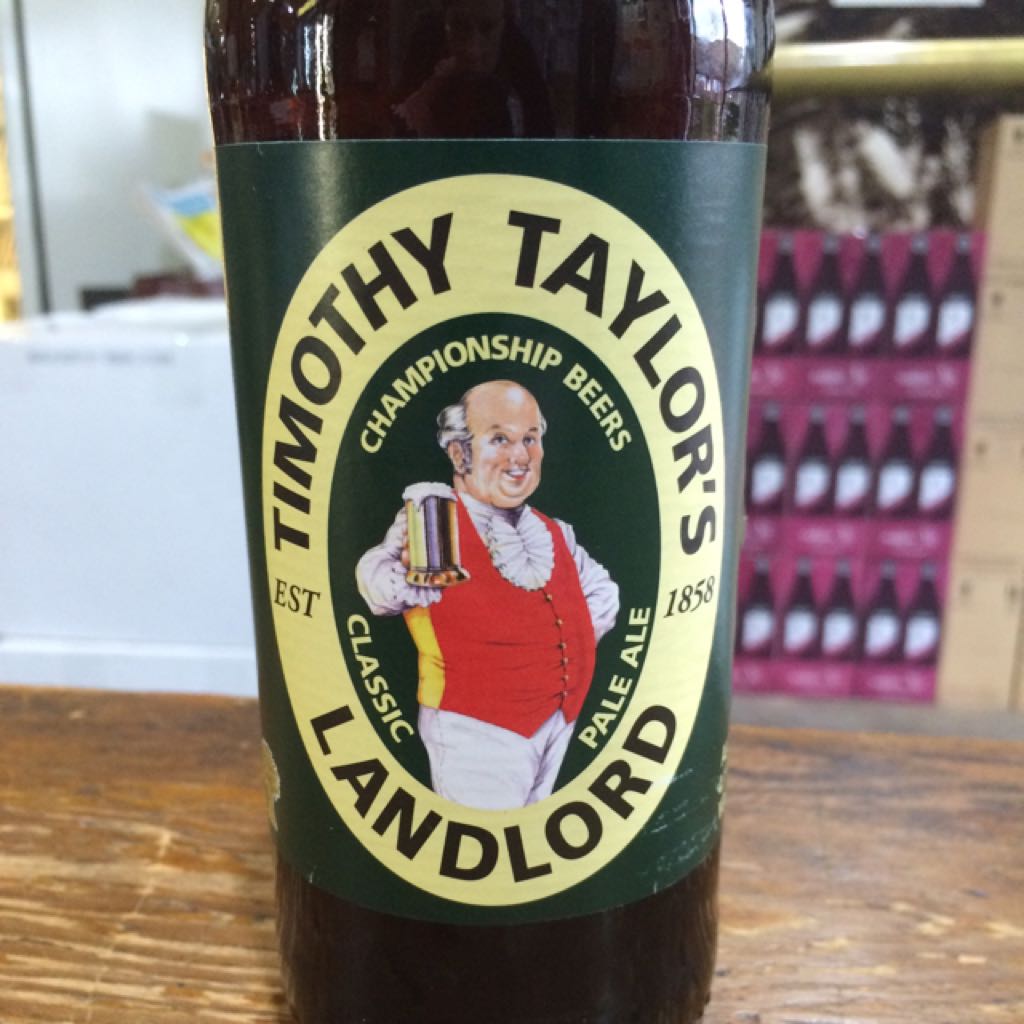 TIMOTHY TAYLOR'S
CHAMPIONSHIP BEERS
EST 1858
CLASSIC PALE ALE
LANDLORD